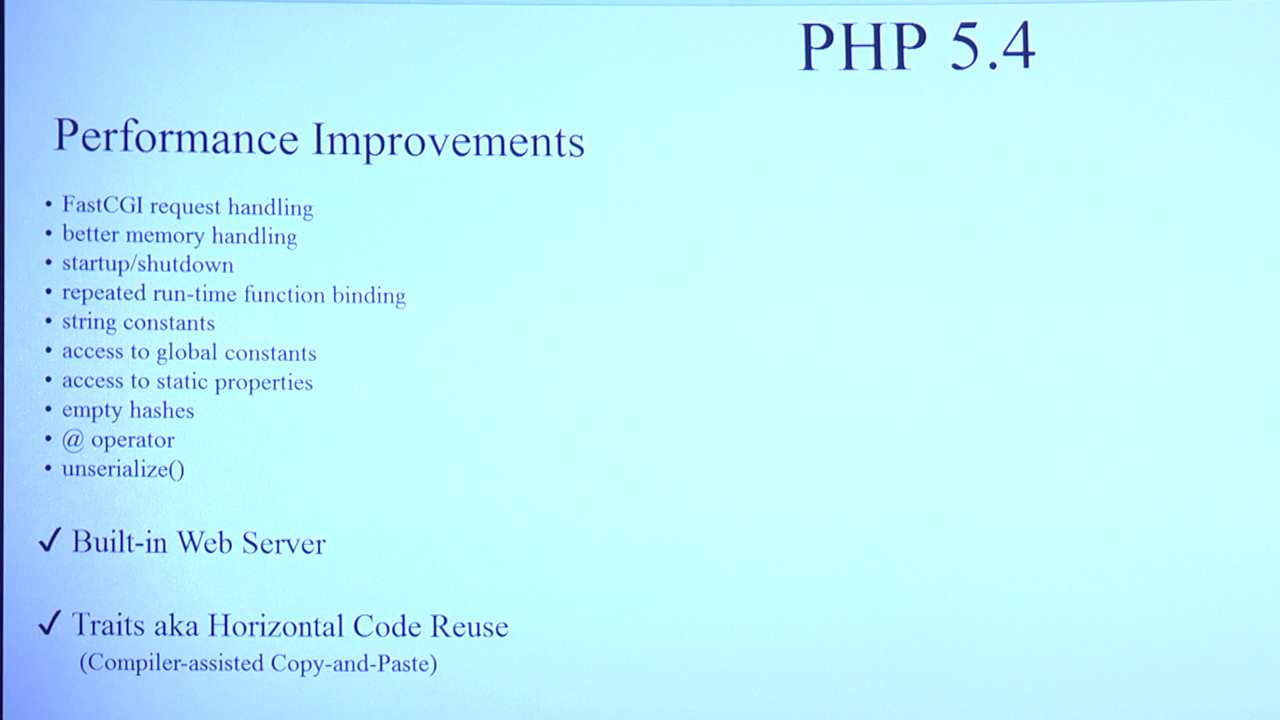 PHP 5.4
Performance Improvements
• FastCGI request handling
• better memory handling
• startup/shutdown
• repeated run-time function binding
• string constants
• access to global constants
• access to static properties
• empty hashes
• @ operator
• unserialize()
✓ Built-in Web Server
✓ Traits aka Horizontal Code Reuse
(Compiler-assisted Copy-and-Paste)